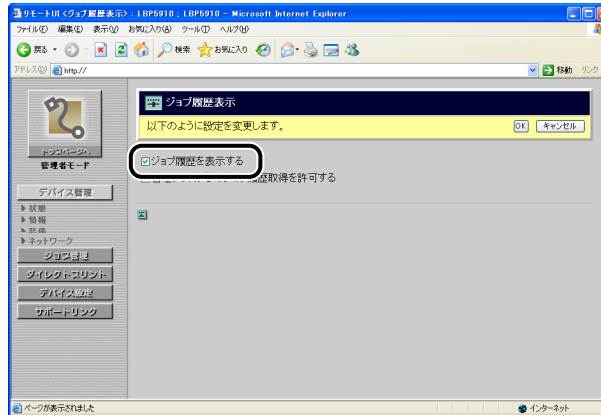 リモートUI <ジョブ履歴表示> : LBP5910 ; LBP5910 - Microsoft Internet Explorer
ファイル(F) 編集(E) 表示(V) お気に入り(A) ツール(T) ヘルプ(H)
戻る 検索 お気に入り
アドレス(D) http:// 移動 リンク
ジョブ履歴表示
以下のように設定を変更します。 OK キャンセル
トップページへ
管理者モード
ジョブ履歴を表示する
履歴取得を許可する
デバイス管理
状態
情報
ネットワーク
ジョブ管理
ダイレクトプリント
デバイス設定
サポートリンク
ページが表示されました インターネット